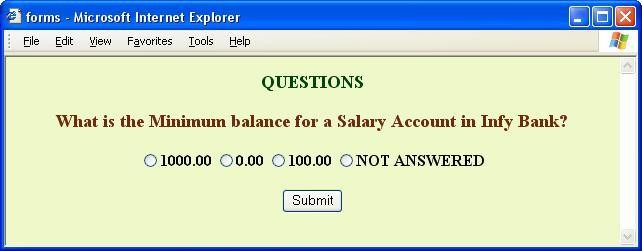 forms - Microsoft Internet Explorer
File Edit View Favorites Tools Help
QUESTIONS
What is the Minimum balance for a Salary Account in Infy Bank?
1000.00 0.00 100.00 NOT ANSWERED
Submit